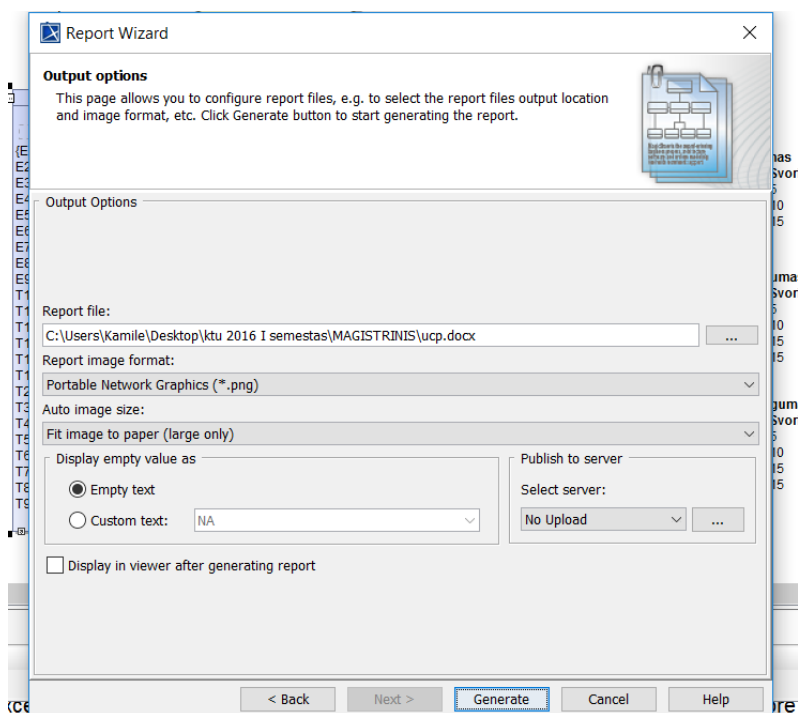 Report Wizard
Output options
This page allows you to configure report files, e.g. to select the report files output location
and image format, etc. Click Generate button to start generating the report.
Output Options
Report file:
C:\Users\Kamile\Desktop\ktu 2016 I semestas\MAGISTRINIS\ucp.docx
...
Report image format:
Portable Network Graphics (*.png)
Auto image size:
Fit image to paper (large only)
Display empty value as
Empty text
Custom text:
NA
Publish to server
Select server:
No Upload
...
Display in viewer after generating report
< Back
Next >
Generate
Cancel
Help